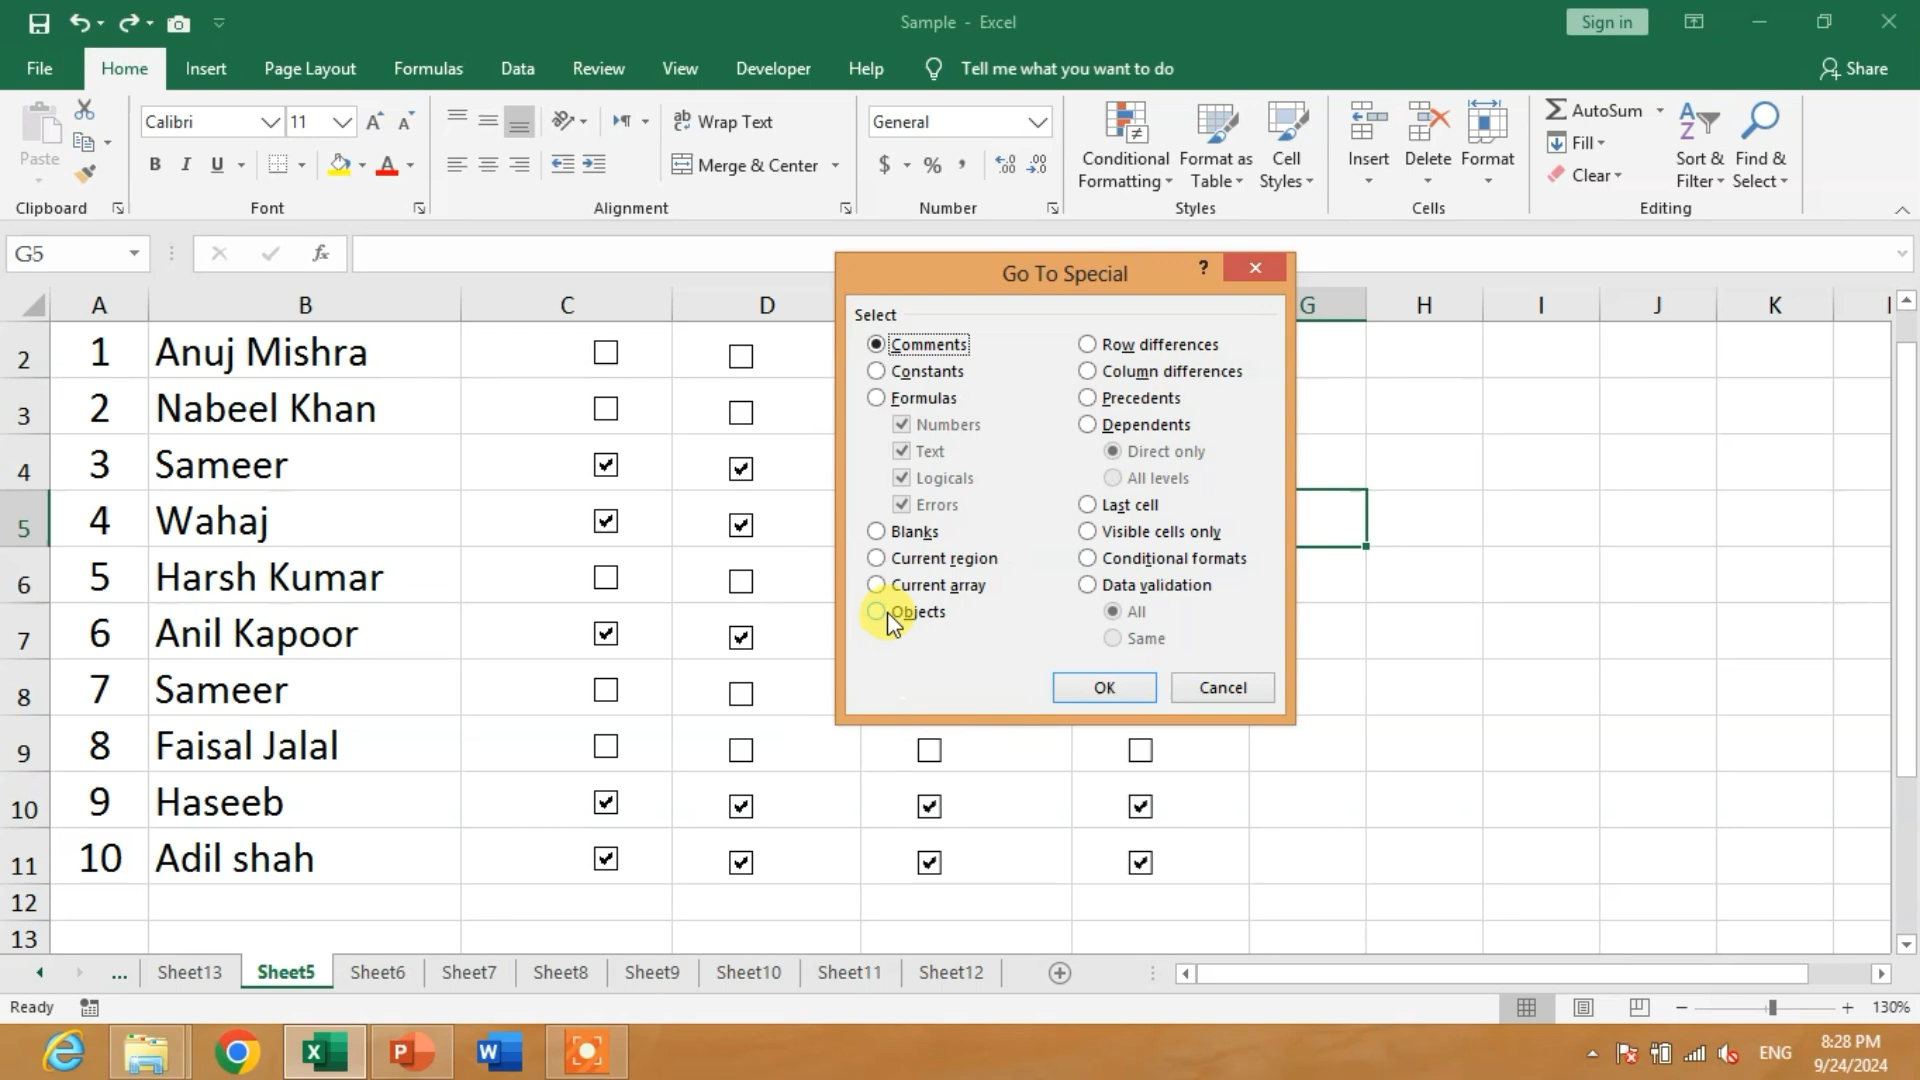 Sample - Excel
Sign in
File Home Insert Page Layout Formulas Data Review View Developer Help Tell me what you want to do Share
Paste
Clipboard
Calibri 11
B I U A
Font
Wrap Text
Merge & Center
Alignment
General
$ % ,
Number
Conditional Formatting
Format as Table
Cell Styles
Styles
Insert Delete Format
Cells
AutoSum
Fill
Clear
Sort & Filter
Find & Select
Editing
G5
fx
A B C D G H I J K
2 1 Anuj Mishra
3 2 Nabeel Khan
4 3 Sameer
5 4 Wahaj
6 5 Harsh Kumar
7 6 Anil Kapoor
8 7 Sameer
9 8 Faisal Jalal
10 9 Haseeb
11 10 Adil shah
12
13
Go To Special
?
Select
Comments
Constants
Formulas
Numbers
Text
Logicals
Errors
Blanks
Current region
Current array
Objects
Row differences
Column differences
Precedents
Dependents
Direct only
All levels
Last cell
Visible cells only
Conditional formats
Data validation
All
Same
OK Cancel
... Sheet13 Sheet5 Sheet6 Sheet7 Sheet8 Sheet9 Sheet10 Sheet11 Sheet12
Ready
130%
ENG
8:28 PM
9/24/2024